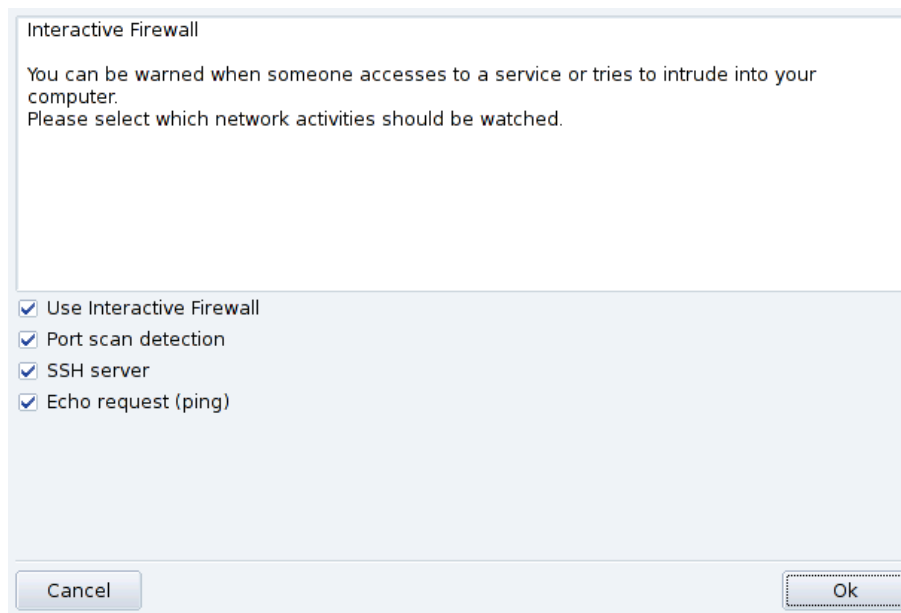 Interactive Firewall
You can be warned when someone accesses to a service or tries to intrude into your
computer.
Please select which network activities should be watched.
Use Interactive Firewall
Port scan detection
SSH server
Echo request (ping)
Cancel
Ok